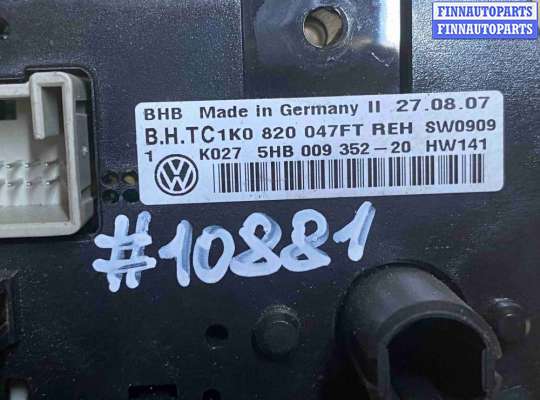 FINNAUTOPARTS
FINNAUTOPARTS
BHB Made in Germany II 27.08.07
B.H.TC1K0 820 047FT REH SW0909
1 K027 5HB 009 352-20 HW141
#10881